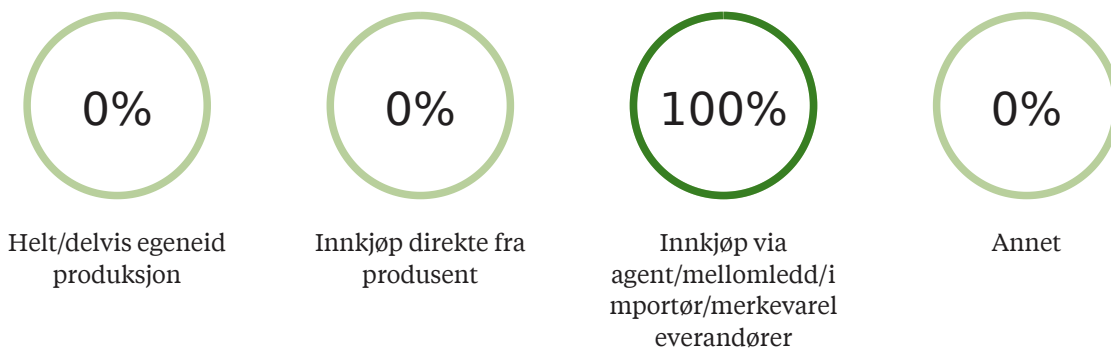 0%
0%
100%
0%
Helt/delvis egeneid
produksjon
Innkjøp direkte fra
produsent
Innkjøp via
agent/mellomledd/i
mportør/merkevarel
everandører
Annet